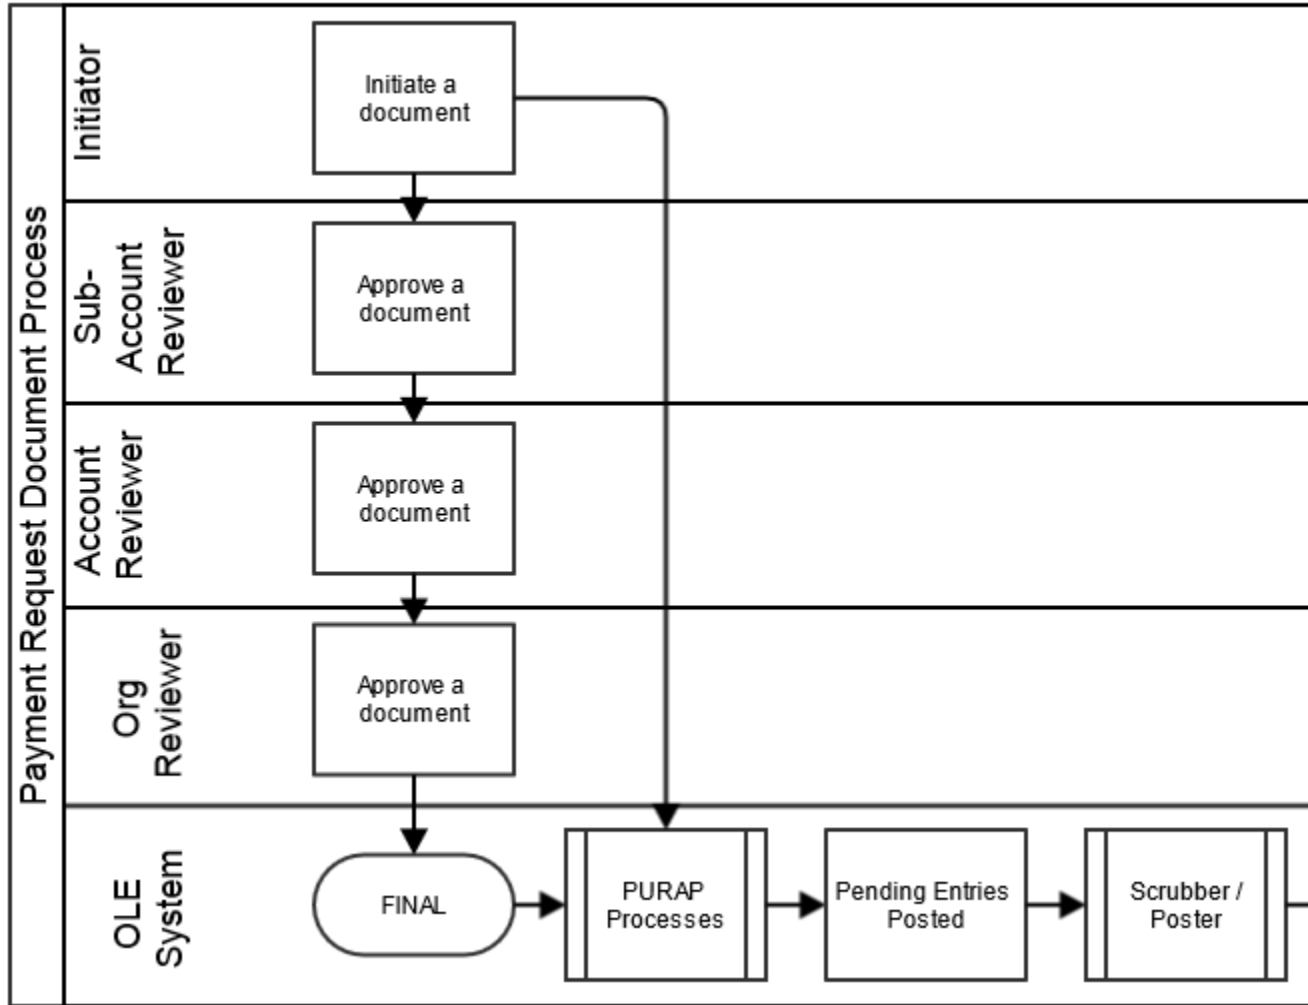 Payment Request Document Process
Initiator
Initiate a
document
Sub-
Account
Reviewer
Approve a
document
Account
Reviewer
Approve a
document
Org
Reviewer
Approve a
document
OLE
System
FINAL
PURAP
Processes
Pending Entries
Posted
Scrubber /
Poster